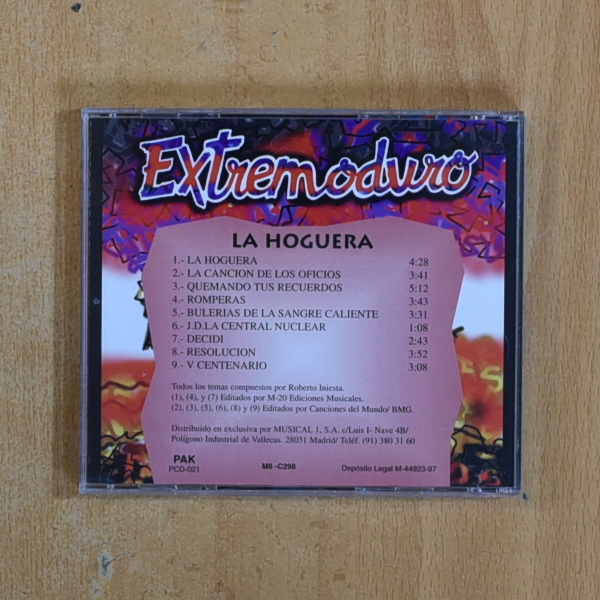 Extremoduro
LA HOGUERA
1.- LA HOGUERA 4:28
2.- LA CANCION DE LOS OFICIOS 3:41
3.- QUEMANDO TUS RECUERDOS 5:12
4.- ROMPERAS 3:43
5.- BULERIAS DE LA SANGRE CALIENTE 3:31
6.- J.D.LA CENTRAL NUCLEAR 1:08
7.- DECIDI 2:43
8.- RESOLUCION 3:52
9.- V CENTENARIO 3:08
Todos los temas compuestos por Roberto Iniesta.
(1), (4), y (7) Editados por M-20 Ediciones Musicales.
(2), (3), (5), (6), (8) y (9) Editados por Canciones del Mundo/ BMG.
Distribuido en exclusiva por MUSICAL 1, S.A. c/Luis I- Nave 4B/
Polígono Industrial de Vallecas. 28031 Madrid/ Teléf. (91) 380 31 60
PAK
PCD-021 M6 -C298 Depósito Legal M-44923-97